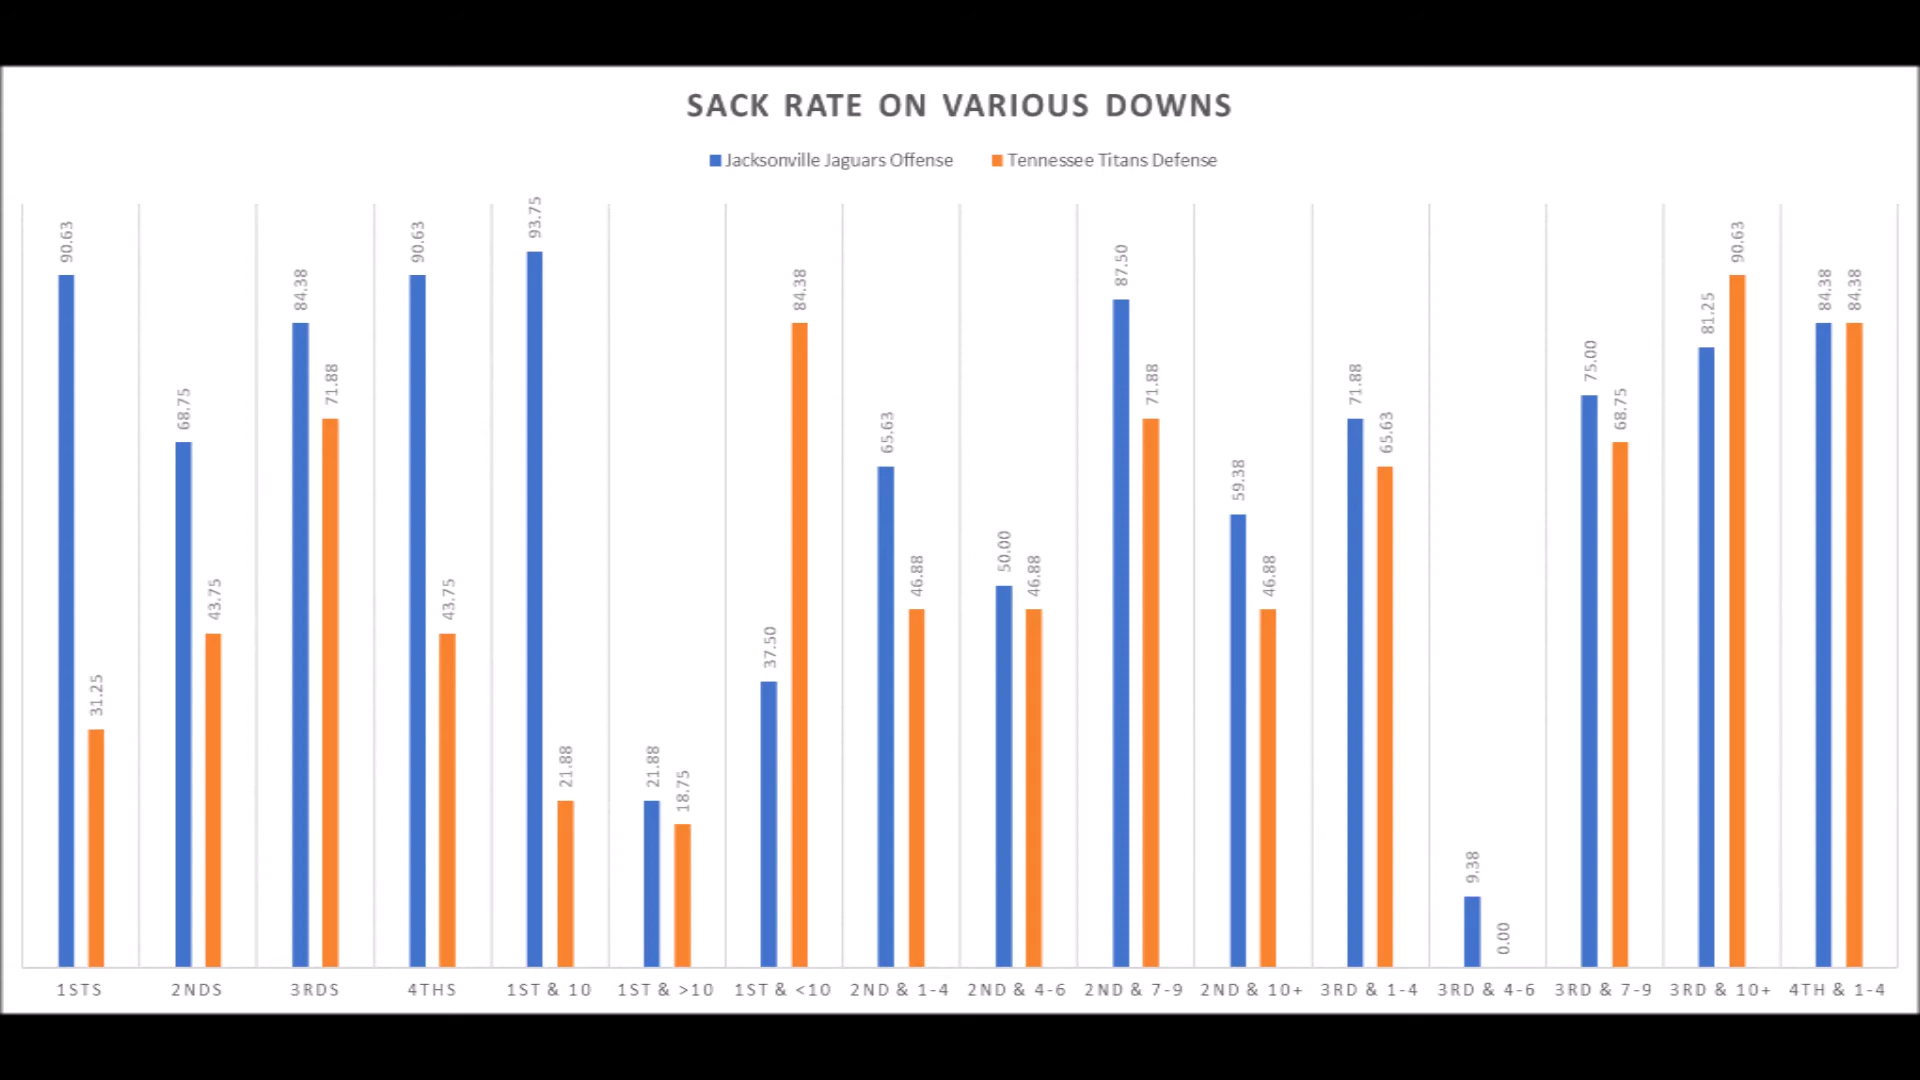 SACK RATE ON VARIOUS DOWNS
Jacksonville Jaguars Offense Tennessee Titans Defense
90.63 31.25 68.75 43.75 84.38 71.88 90.63 43.75 93.75 21.88 21.88 18.75 37.50 84.38 65.63 46.88 50.00 46.88 87.50 71.88 59.38 46.88 71.88 65.63 9.38 0.00 75.00 68.75 81.25 90.63 84.38 84.38
1STS 2NDS 3RDS 4THS 1ST & 10 1ST & >10 1ST & <10 2ND & 1-4 2ND & 4-6 2ND & 7-9 2ND & 10+ 3RD & 1-4 3RD & 4-6 3RD & 7-9 3RD & 10+ 4TH & 1-4